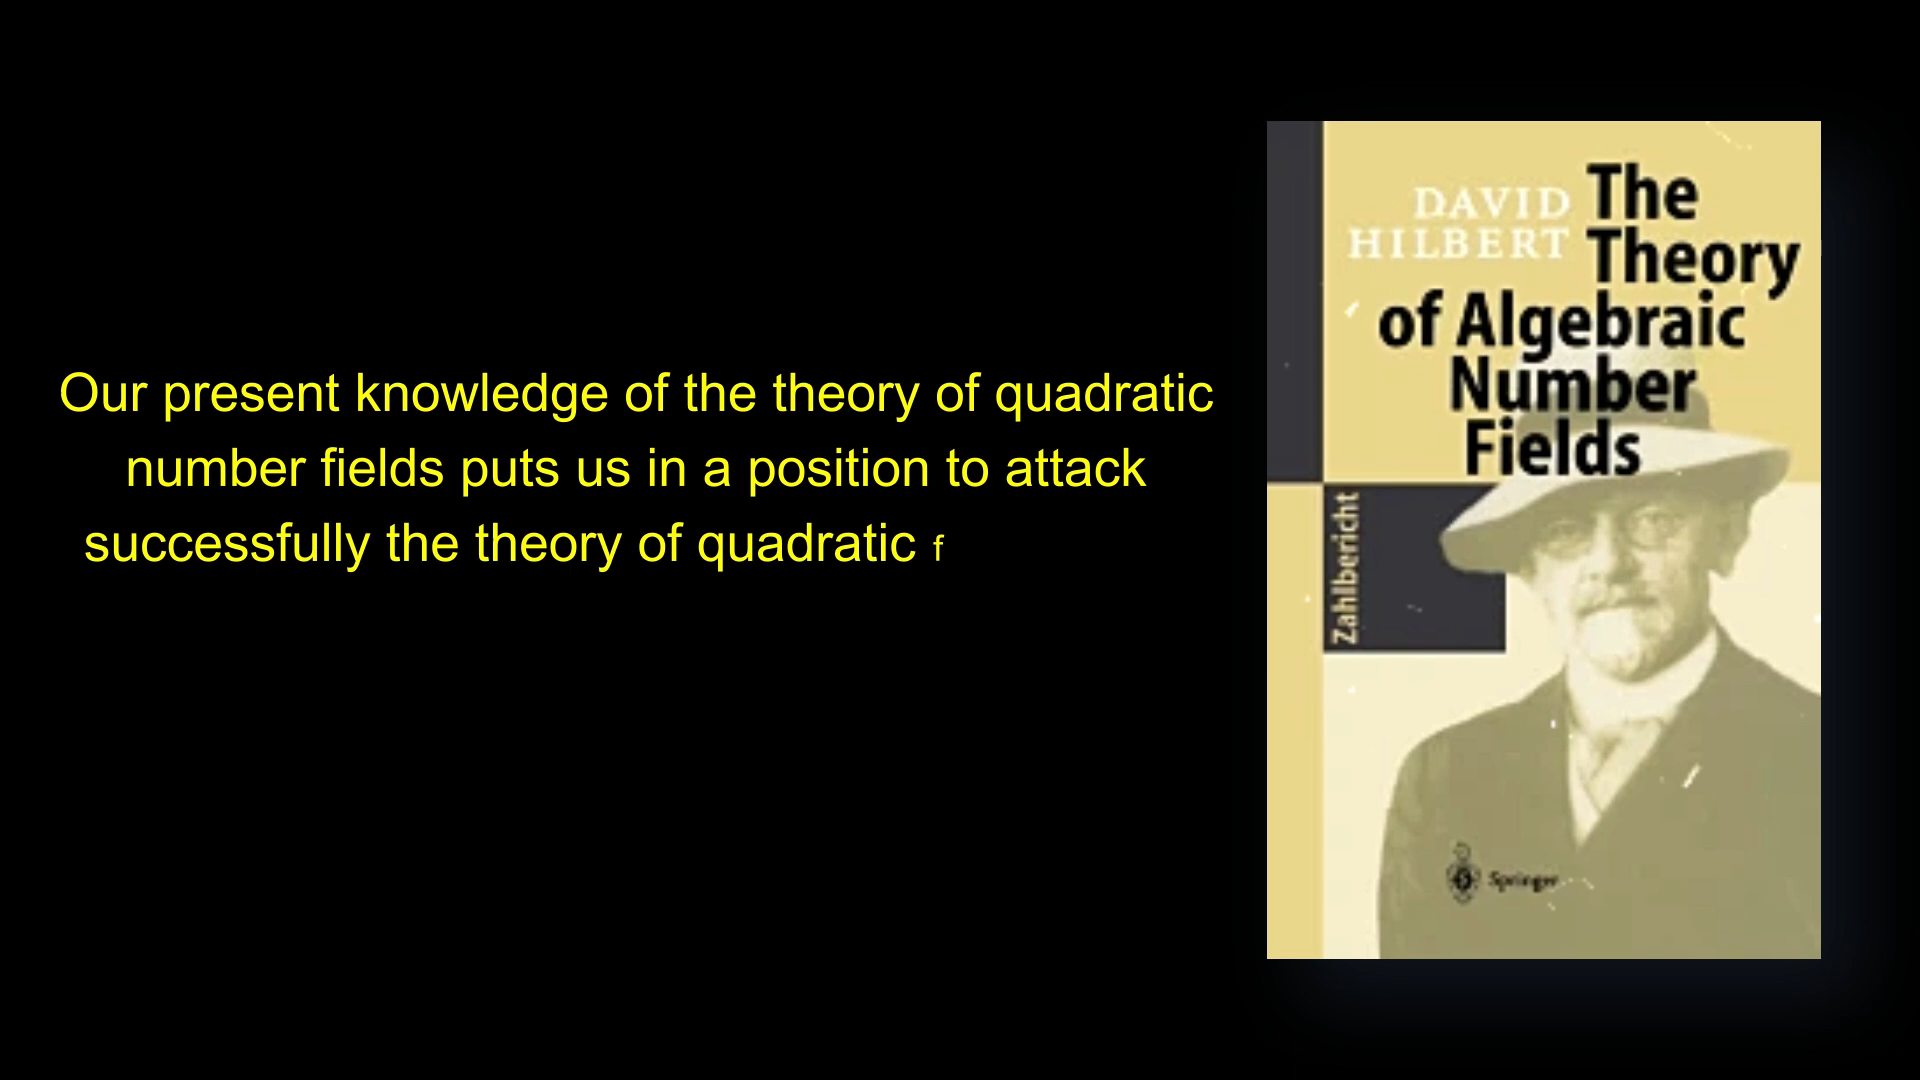 Our present knowledge of the theory of quadratic
number fields puts us in a position to attack
successfully the theory of quadratic f
DAVID
HILBERT
The
Theory
of Algebraic
Number
Fields
Zahlbericht
Springer